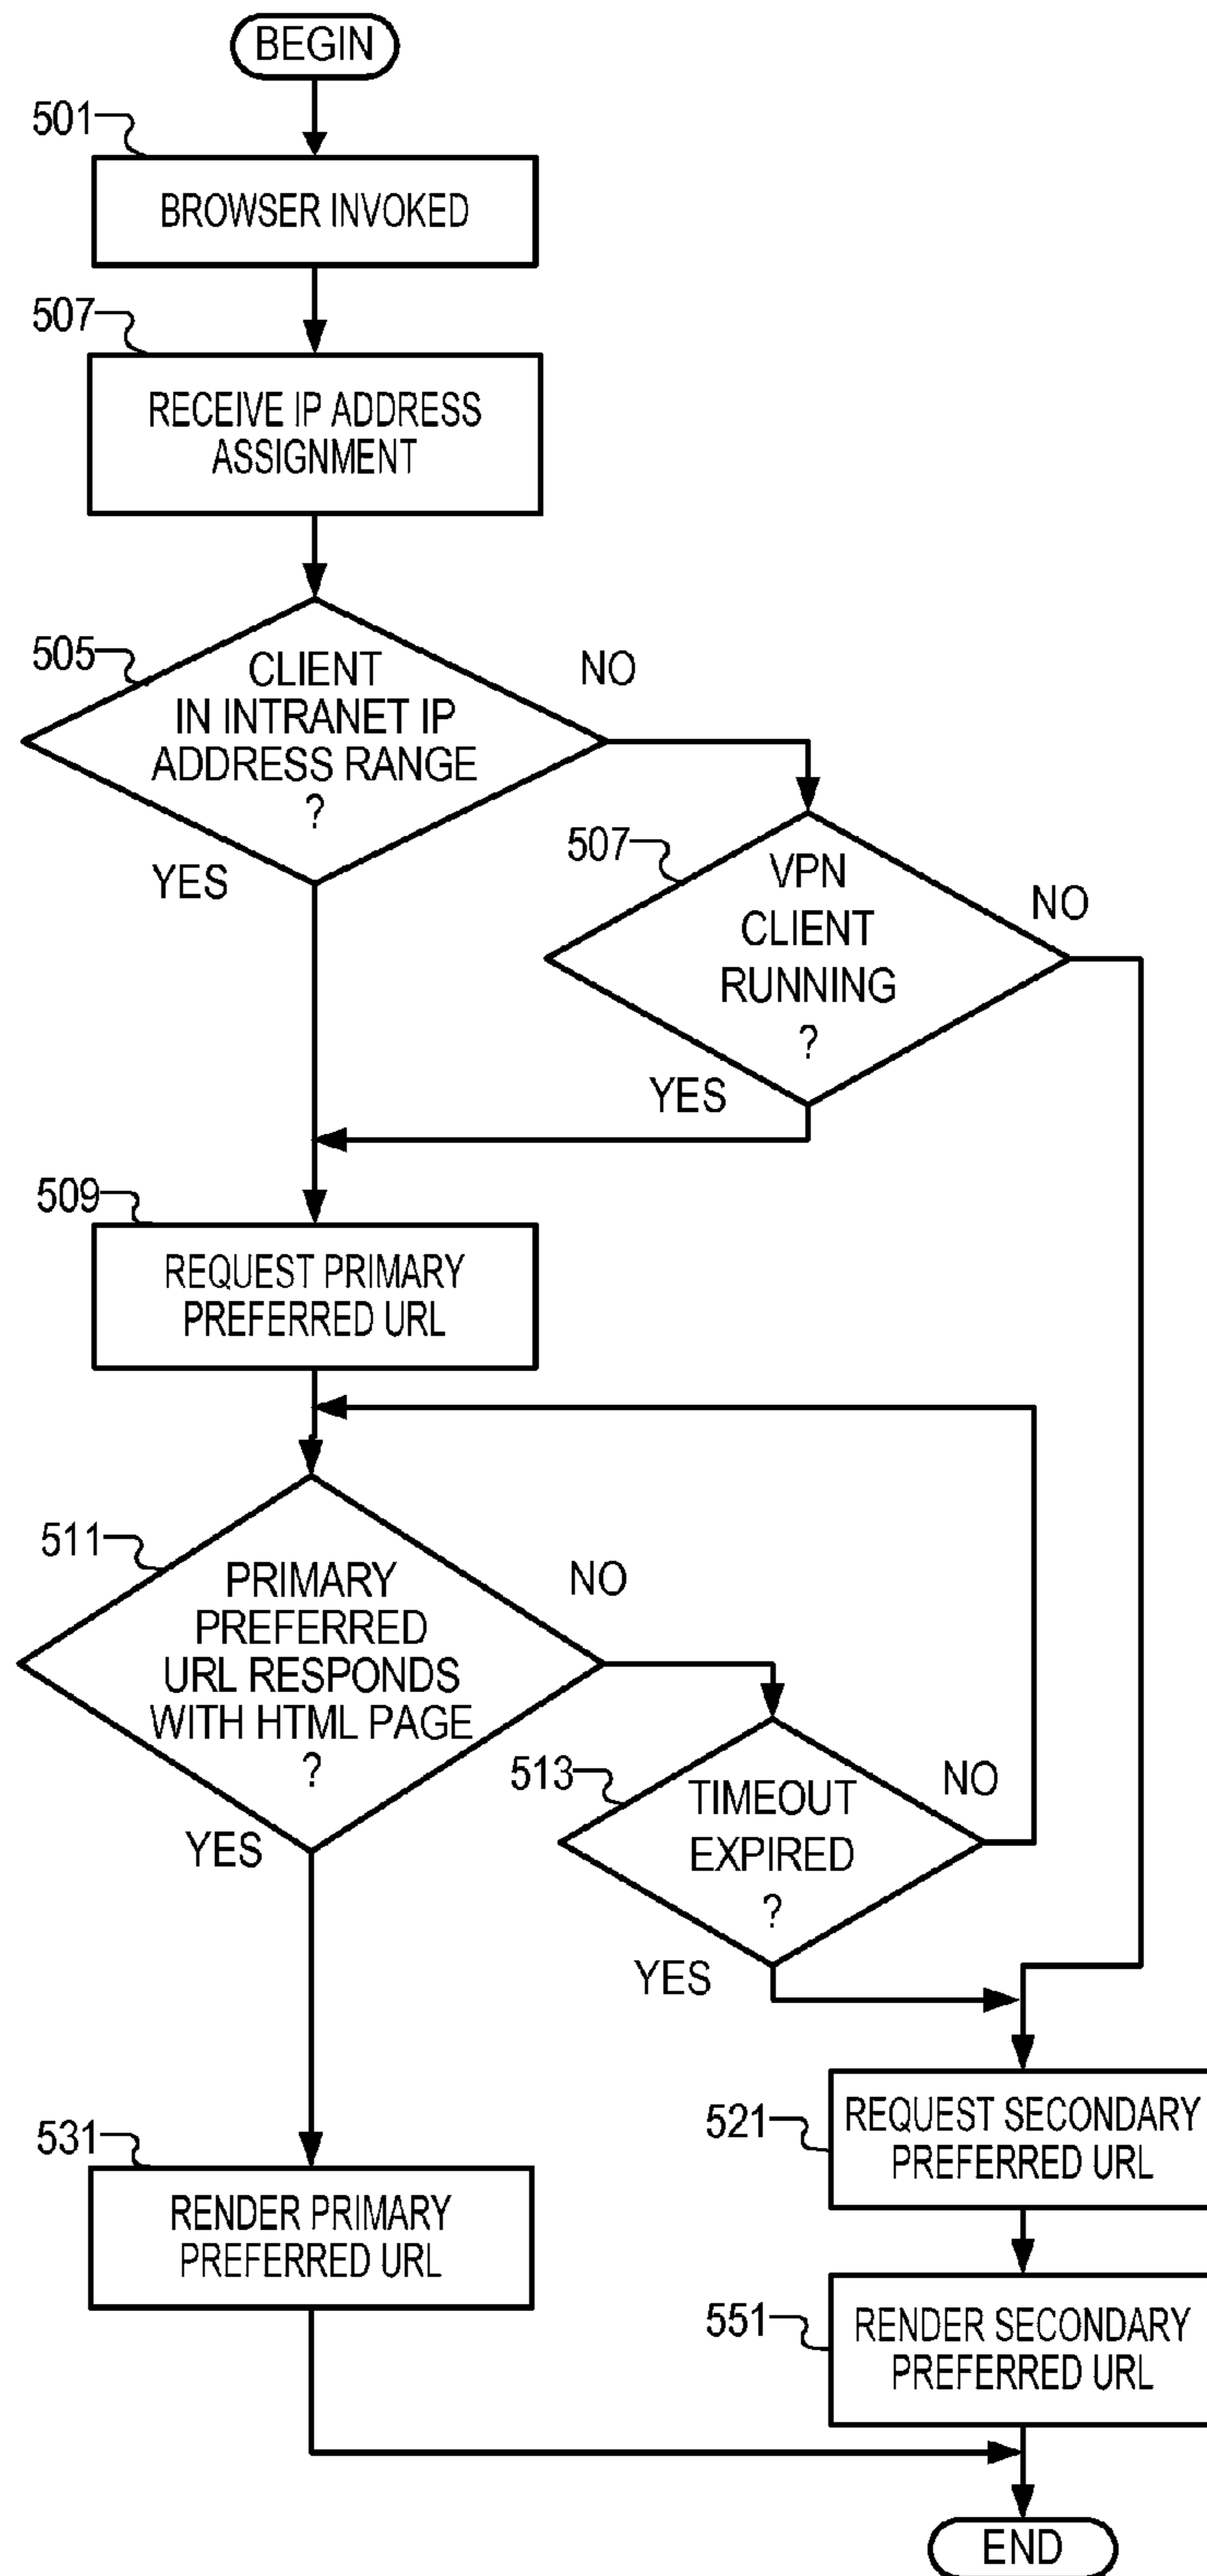 BEGIN
501
BROWSER INVOKED
507
RECEIVE IP ADDRESS
ASSIGNMENT
505
CLIENT
IN INTRANET IP
ADDRESS RANGE
?
NO
YES
507
VPN
CLIENT
RUNNING
?
NO
YES
509
REQUEST PRIMARY
PREFERRED URL
511
PRIMARY
PREFERRED
URL RESPONDS
WITH HTML PAGE
?
NO
YES
513
TIMEOUT
EXPIRED
?
NO
YES
521
REQUEST SECONDARY
PREFERRED URL
531
RENDER PRIMARY
PREFERRED URL
551
RENDER SECONDARY
PREFERRED URL
END